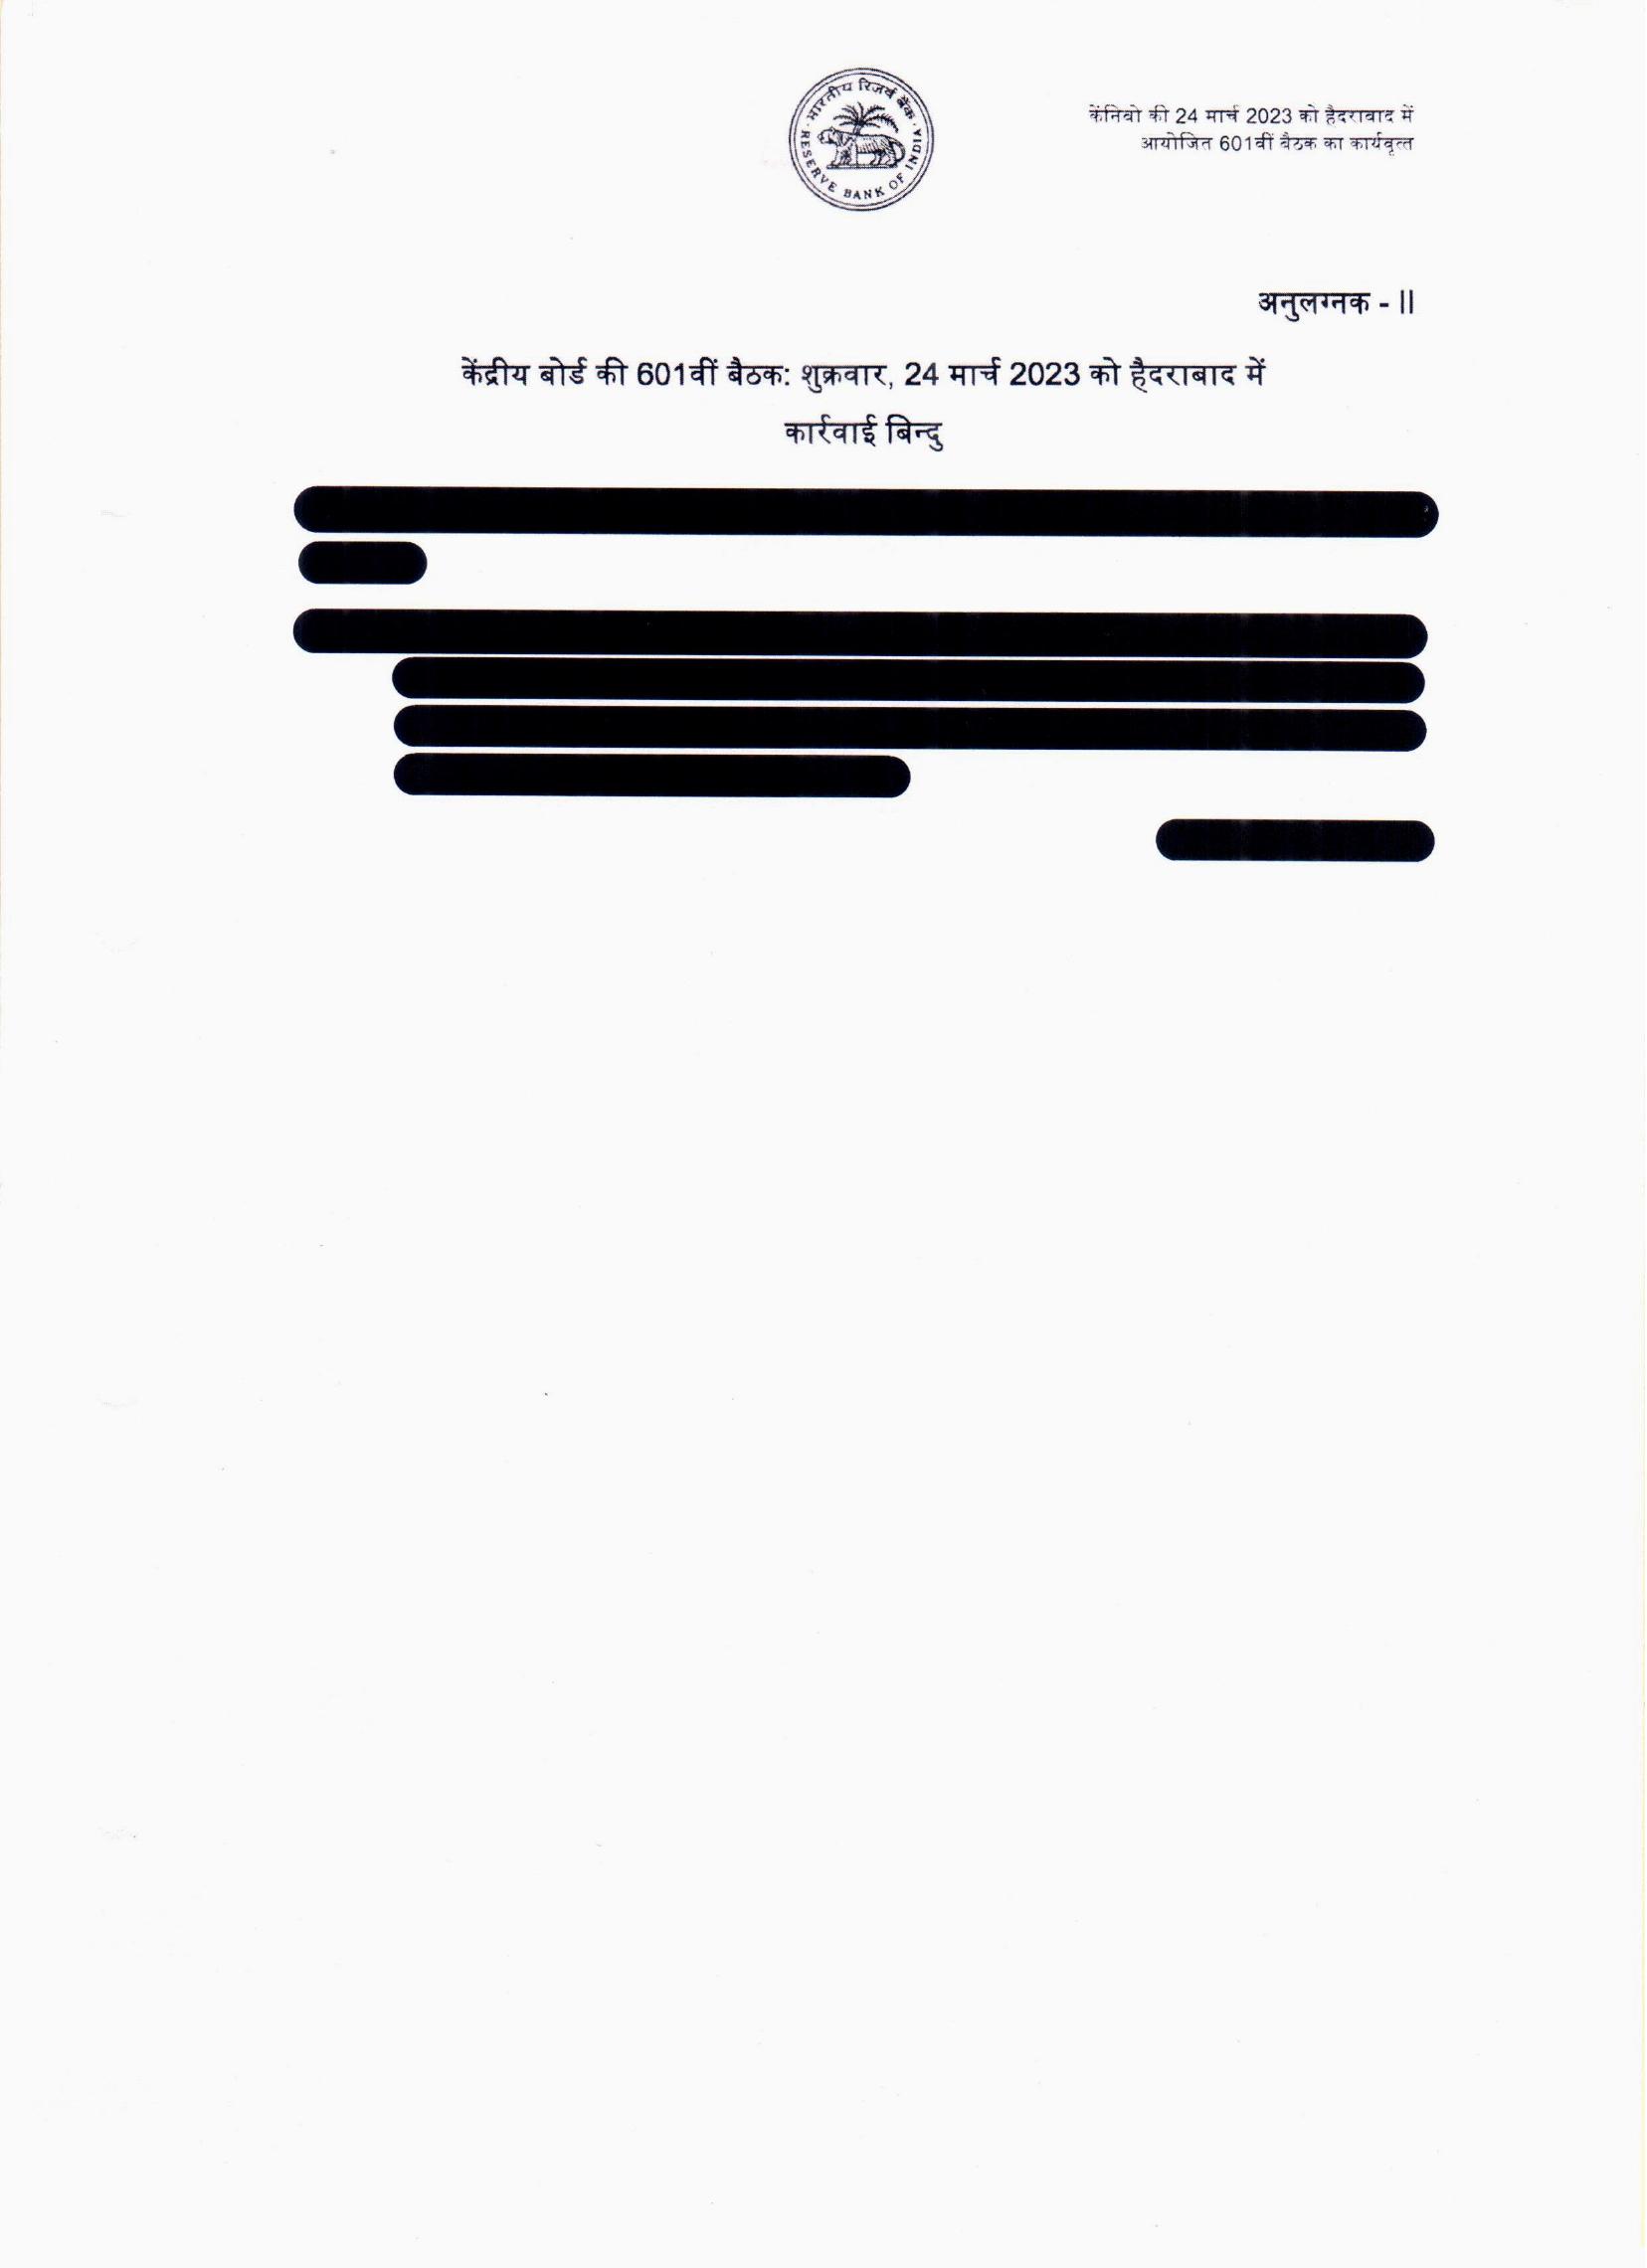 भारतीय रिज़र्व बैंक
RESERVE BANK OF INDIA
केंनिबो की 24 मार्च 2023 को हैदराबाद में
आयोजित 601वीं बैठक का कार्यवृत्त
अनुलग्नक - II
केंद्रीय बोर्ड की 601वीं बैठक: शुक्रवार, 24 मार्च 2023 को हैदराबाद में
कार्रवाई बिन्दु